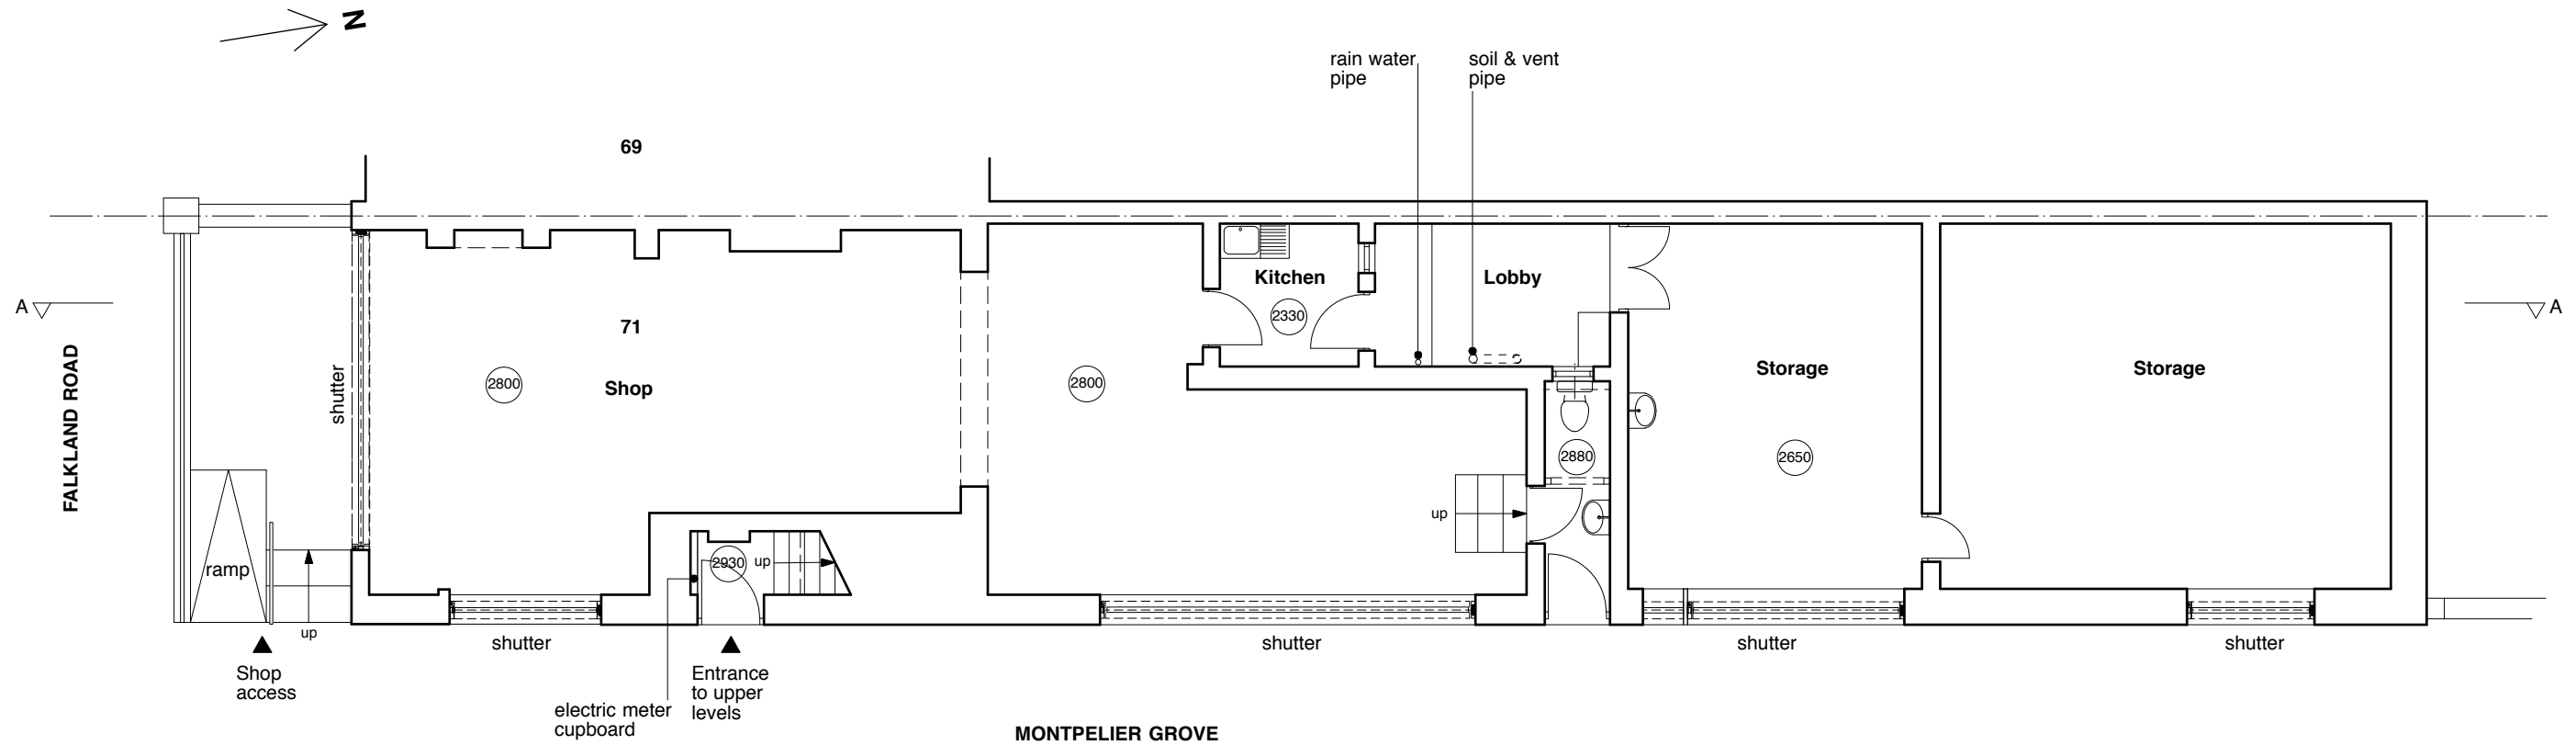 N
rain water
pipe
soil & vent
pipe
69
A
A
Kitchen
2330
Lobby
71
Shop
2800
2800
Storage
Storage
shutter
FALKLAND ROAD
2880
2650
up
2930
up
ramp
up
shutter
shutter
shutter
shutter
Shop
access
Entrance
to upper
levels
electric meter
cupboard
MONTPELIER GROVE